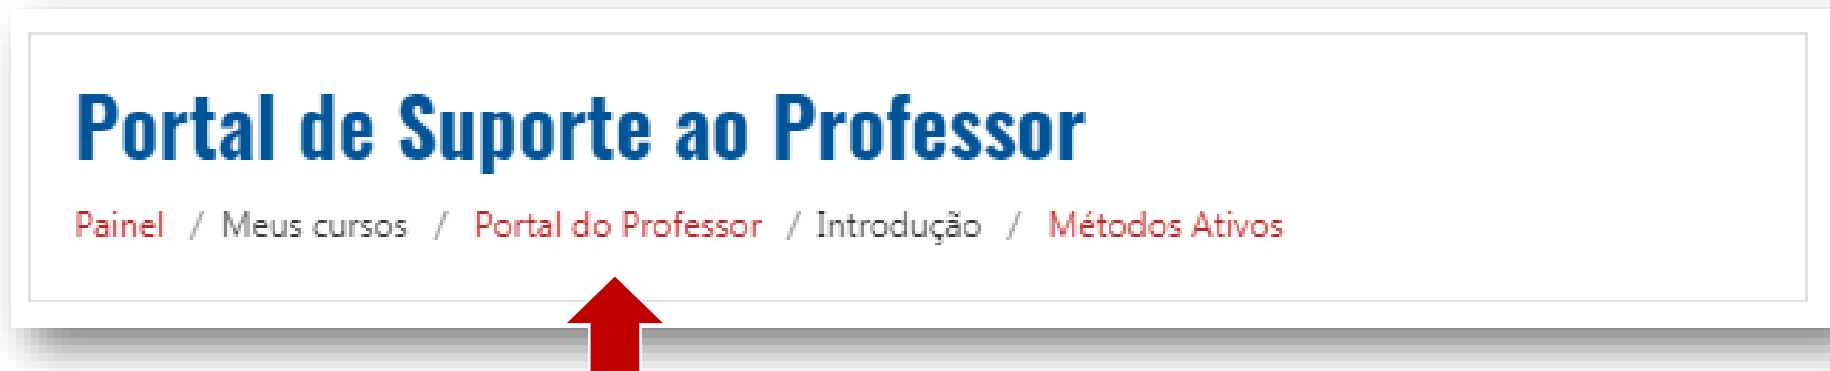 Portal de Suporte ao Professor
Painel / Meus cursos / Portal do Professor / Introdução / Métodos Ativos